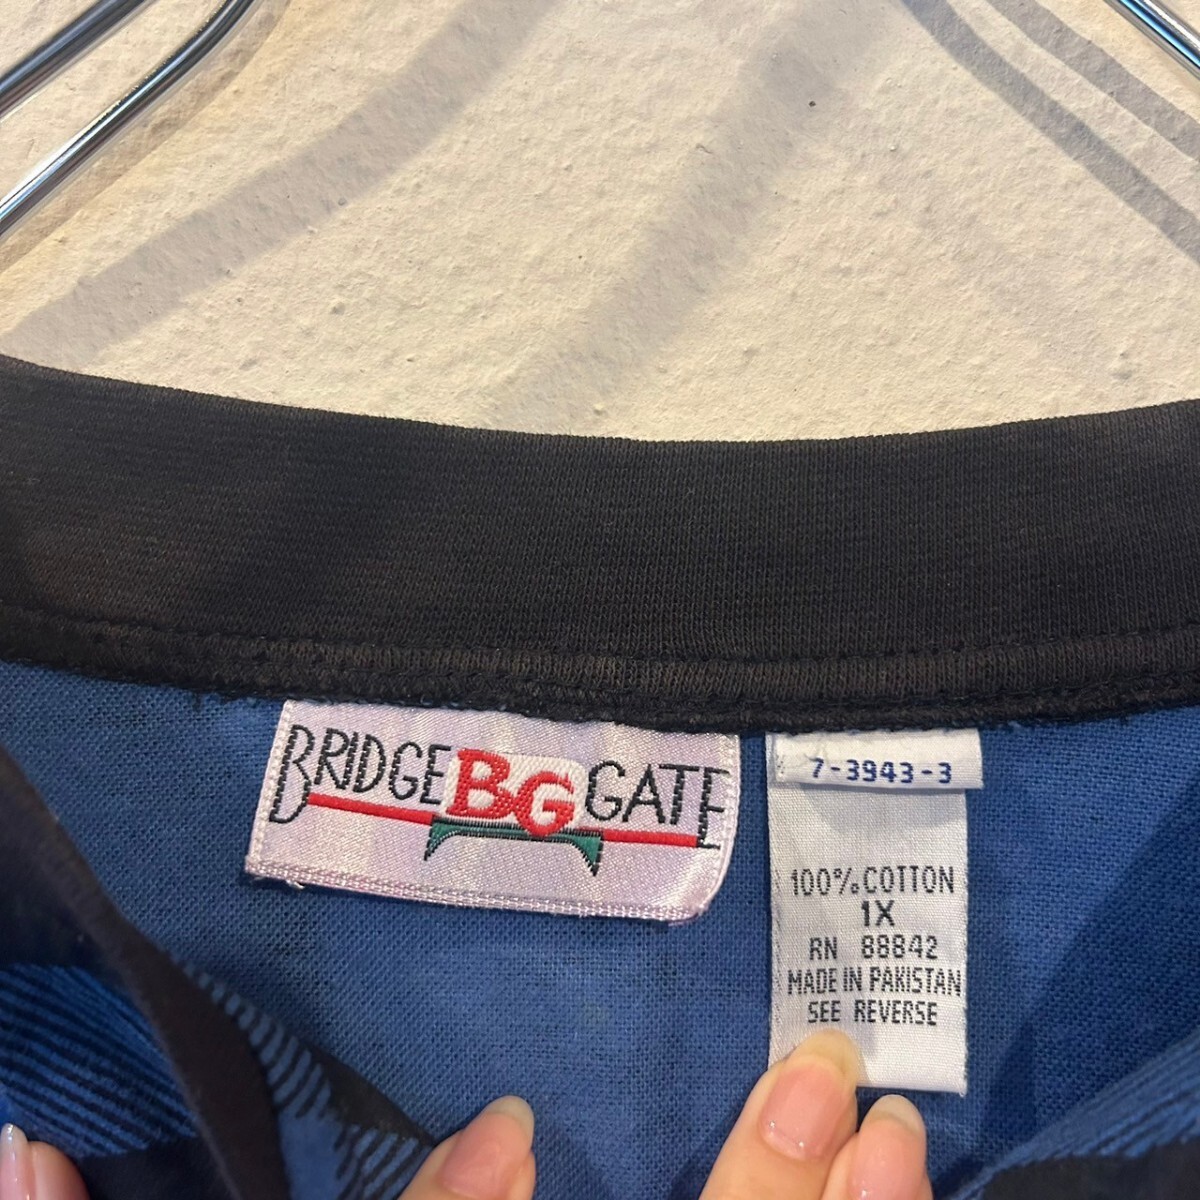 BRIDGE BG GATE
7-3943-3
100% COTTON
1X
RN 88842
MADE IN PAKISTAN
SEE REVERSE